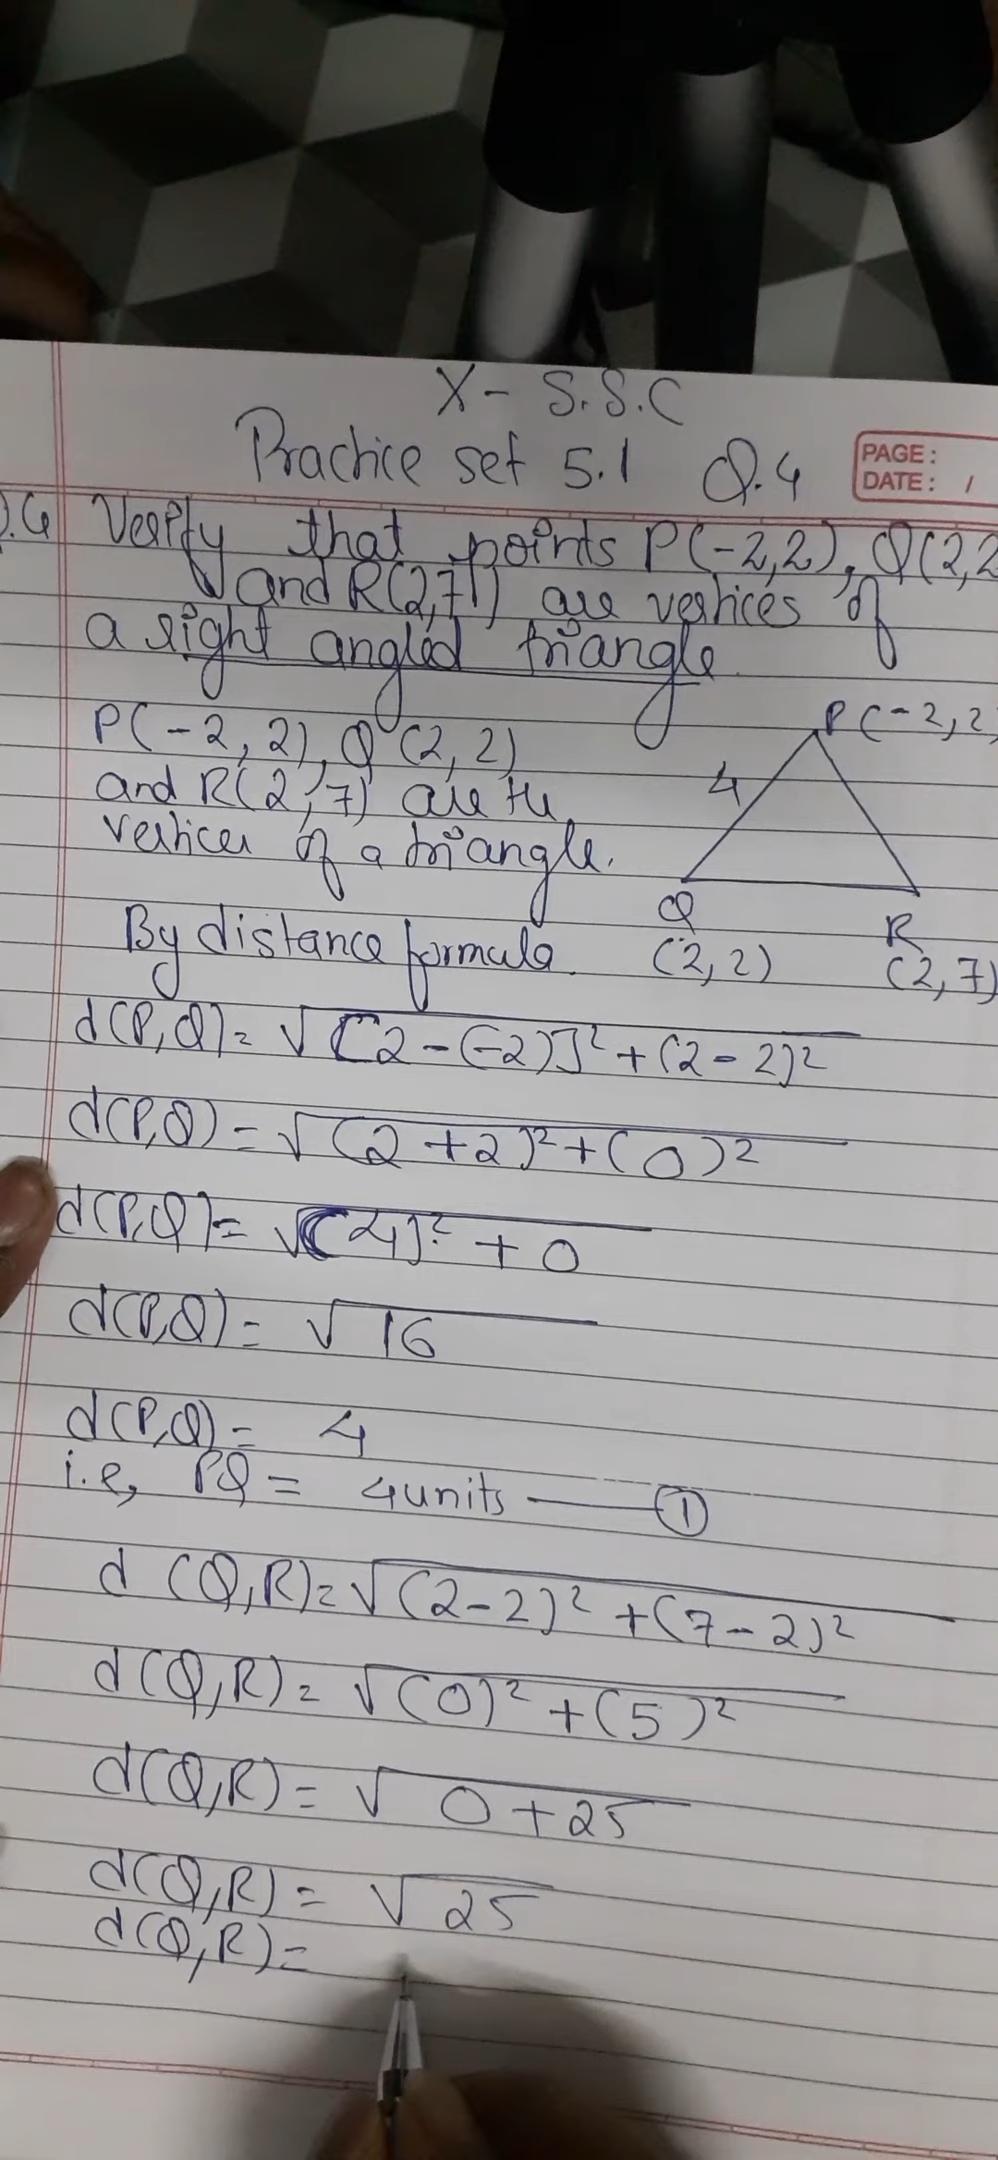 X - S.S.C
Practice set 5.1 Q.4
PAGE :
DATE : /
Verify that points P(-2,2), Q(2,2
and R(2,7) are vertices of
a right angled triangle
P(-2,2), Q(2,2)
and R(2,7) are the
vertices of a triangle.
P(-2,2)
4
Q
(2,2)
R
(2,7)
By distance formula.
d(P,Q)= √[2-(-2)]²+(2-2)²
d(P,Q)=√(2+2)²+(0)²
d(P,Q)= √(4)²+0
d(P,Q)= √16
d(P,Q)= 4
i.e, PQ = 4units — ①
d (Q,R)=√(2-2)²+(7-2)²
d(Q,R)= √(0)²+(5)²
d(Q,R)= √0+25
d(Q,R)= √25
d(Q,R)=